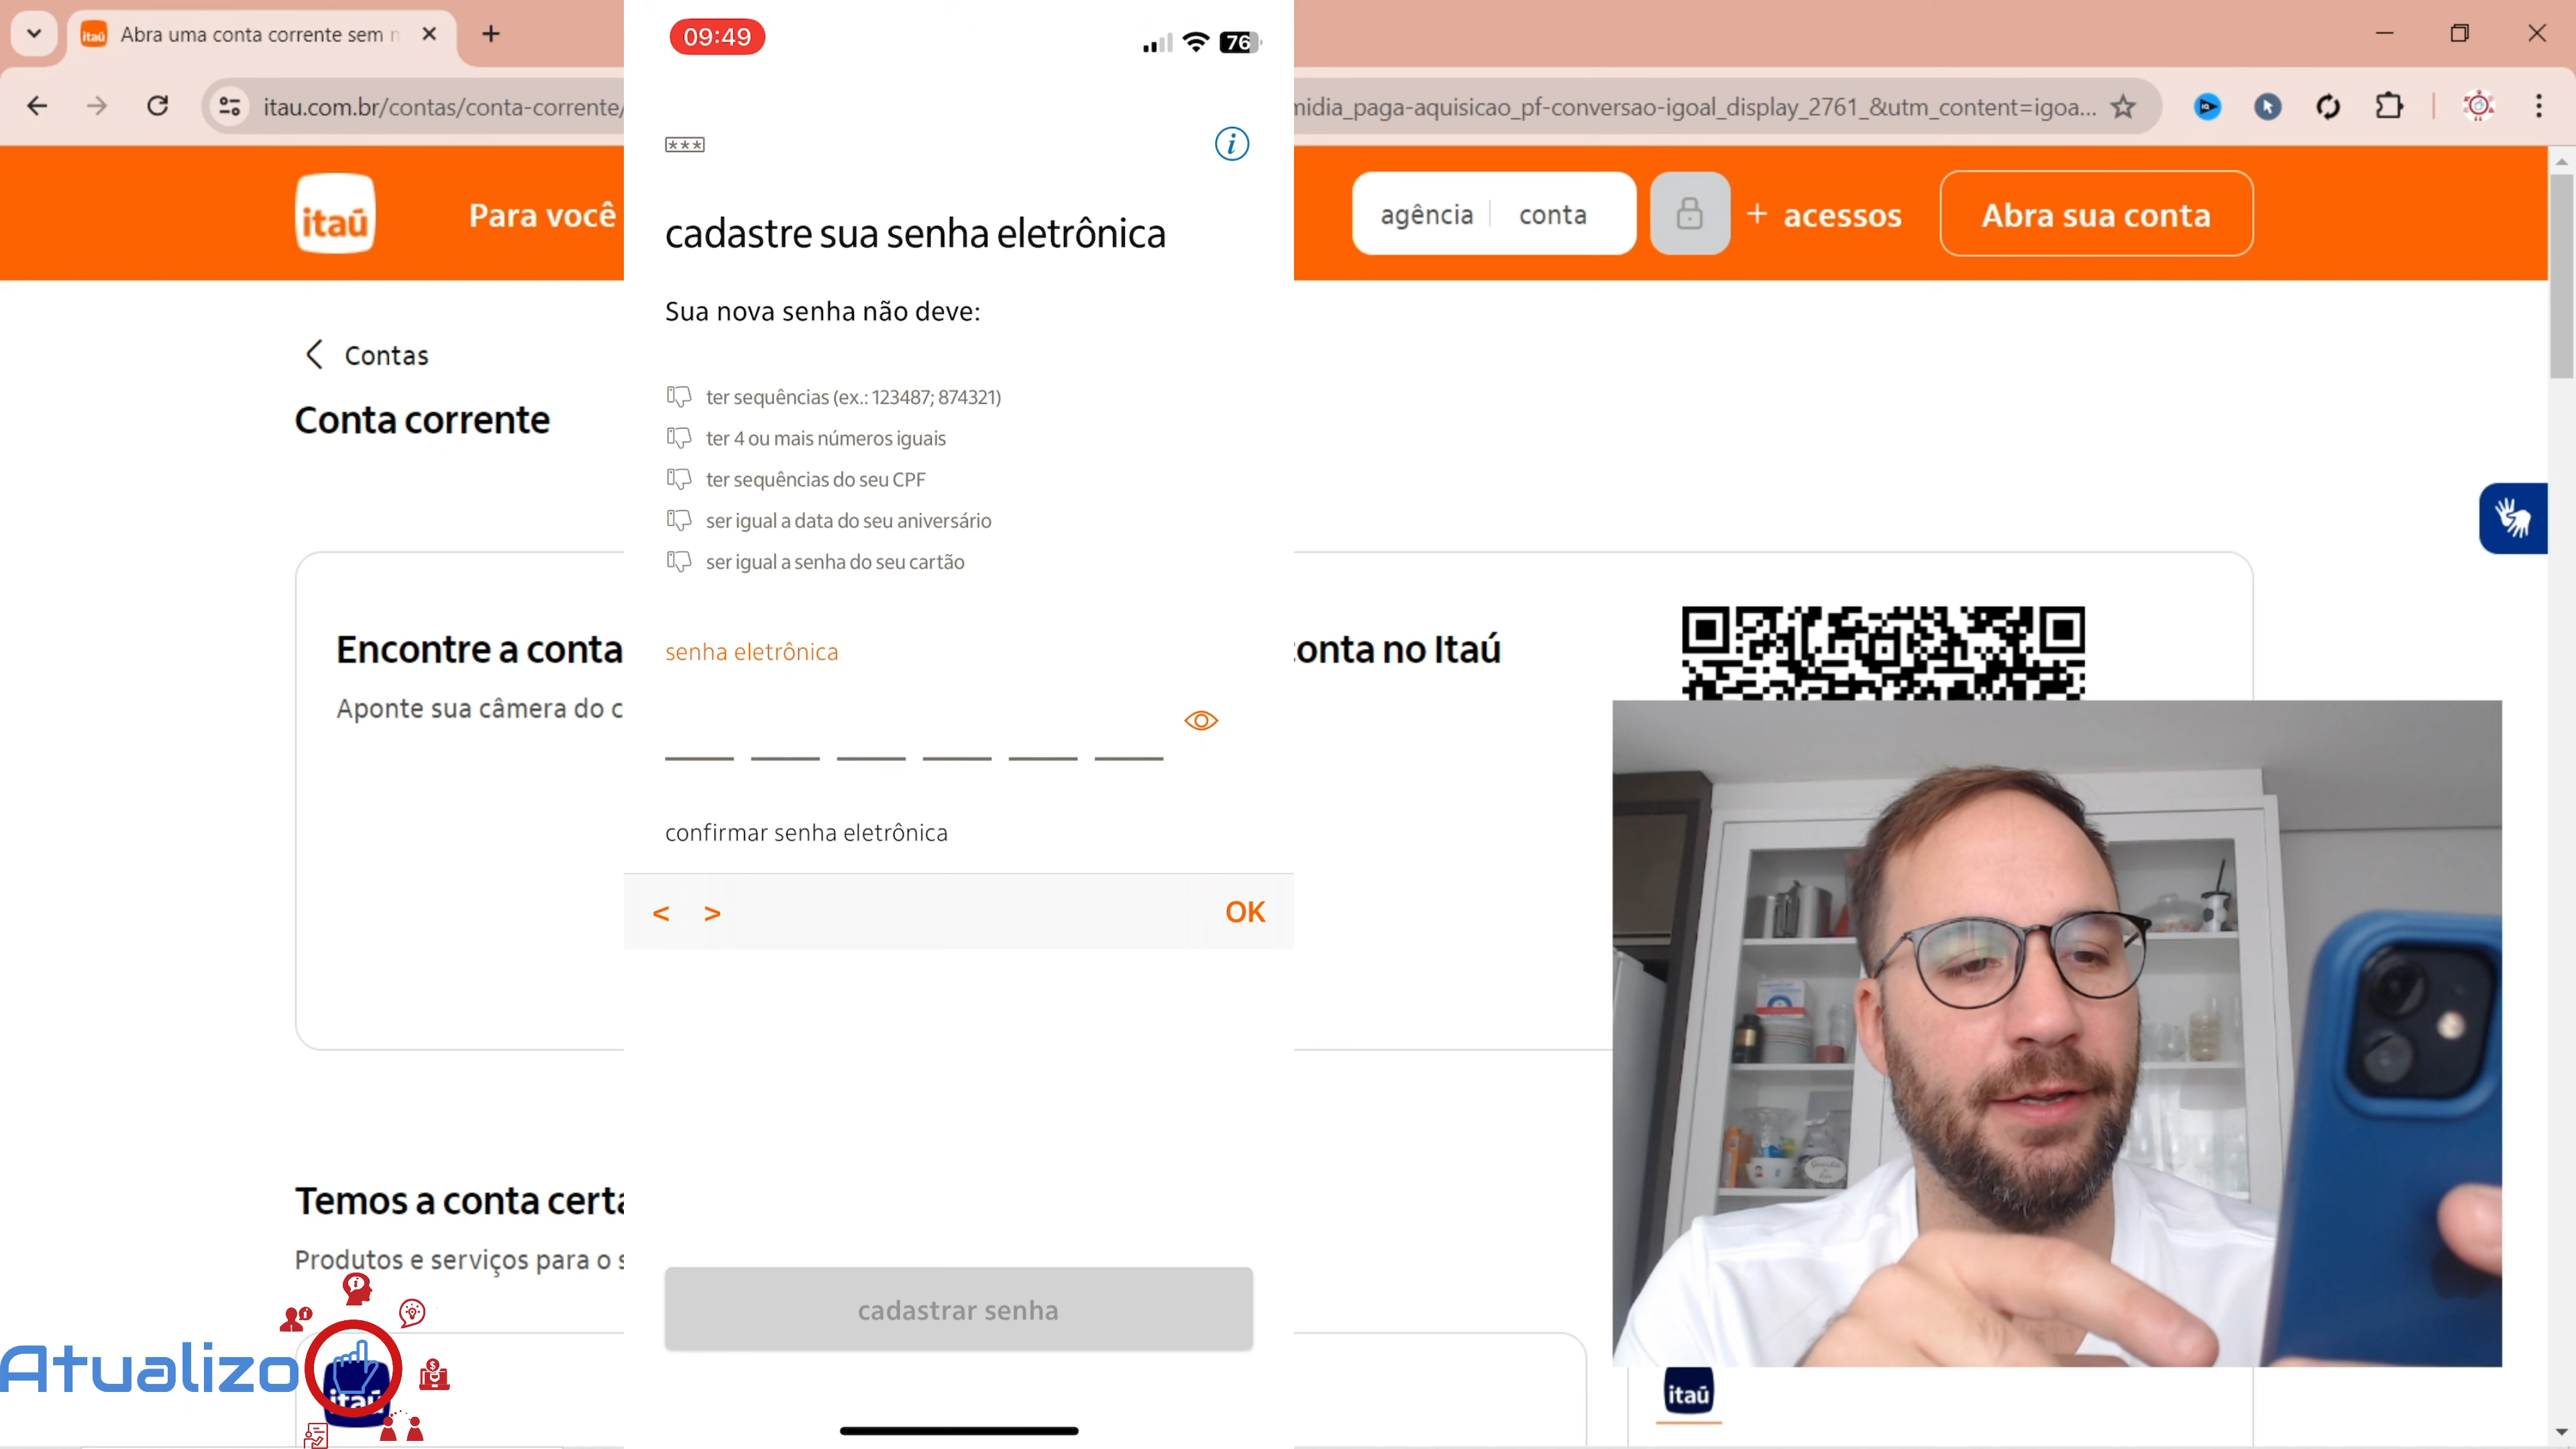 itaú Abra uma conta corrente sem
itau.com.br/contas/conta-corrente/
midia_paga-aquisicao_pf-conversao-igoal_display_2761_&utm_content=igoa...
itaú
Para você
agência
conta
+ acessos
Abra sua conta
Contas
Conta corrente
Encontre a conta
onta no Itaú
Aponte sua câmera do c
Temos a conta certa
Produtos e serviços para o s
09:49
76
***
i
cadastre sua senha eletrônica
Sua nova senha não deve:
ter sequências (ex.: 123487; 874321)
ter 4 ou mais números iguais
ter sequências do seu CPF
ser igual a data do seu aniversário
ser igual a senha do seu cartão
senha eletrônica
confirmar senha eletrônica
< >
OK
cadastrar senha
Atualizo
itaú
itaú